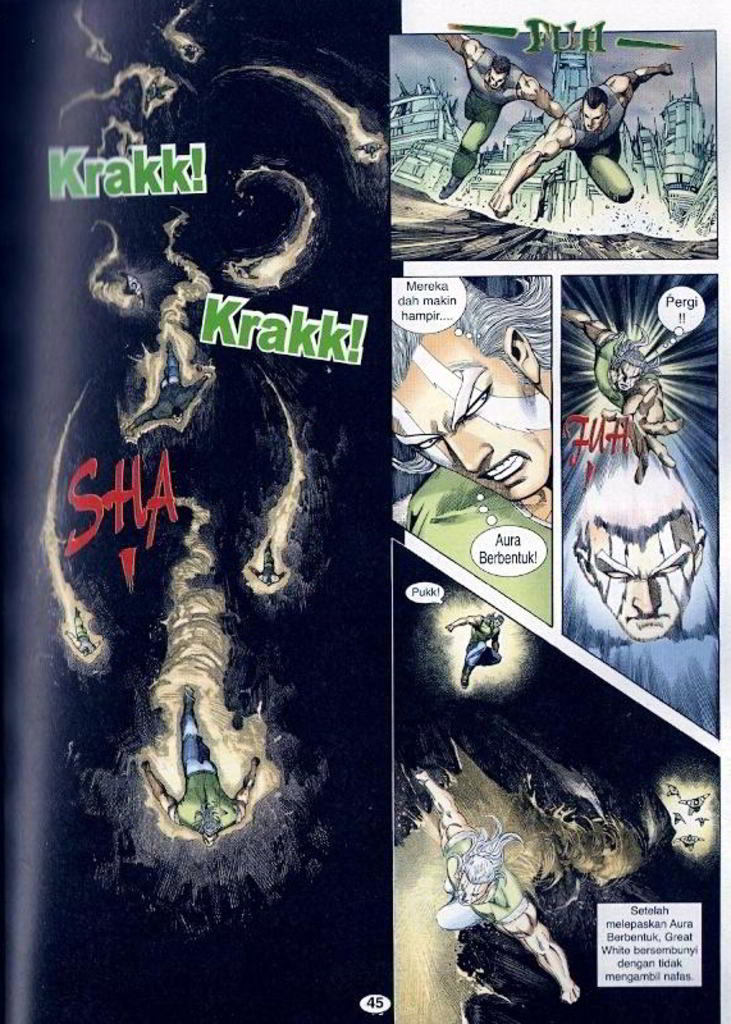 Krakk!
Krakk!
SHA
!
FUH
Mereka
dah makin
hampir....
Aura
Berbentuk!
Pergi
!!
FUH
!
Pukk!
Setelah
melepaskan Aura
Berbentuk, Great
White bersembunyi
dengan tidak
mengambil nafas.
45